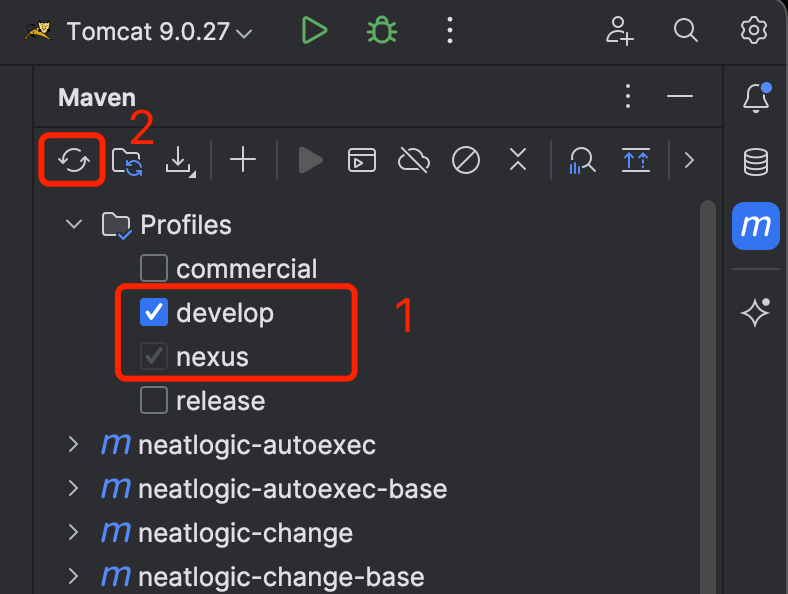 Tomcat 9.0.27
Maven
2
Profiles
commercial
develop
1
nexus
release
m neatlogic-autoexec
m neatlogic-autoexec-base
m neatlogic-change
m neatlogic-change-base
m